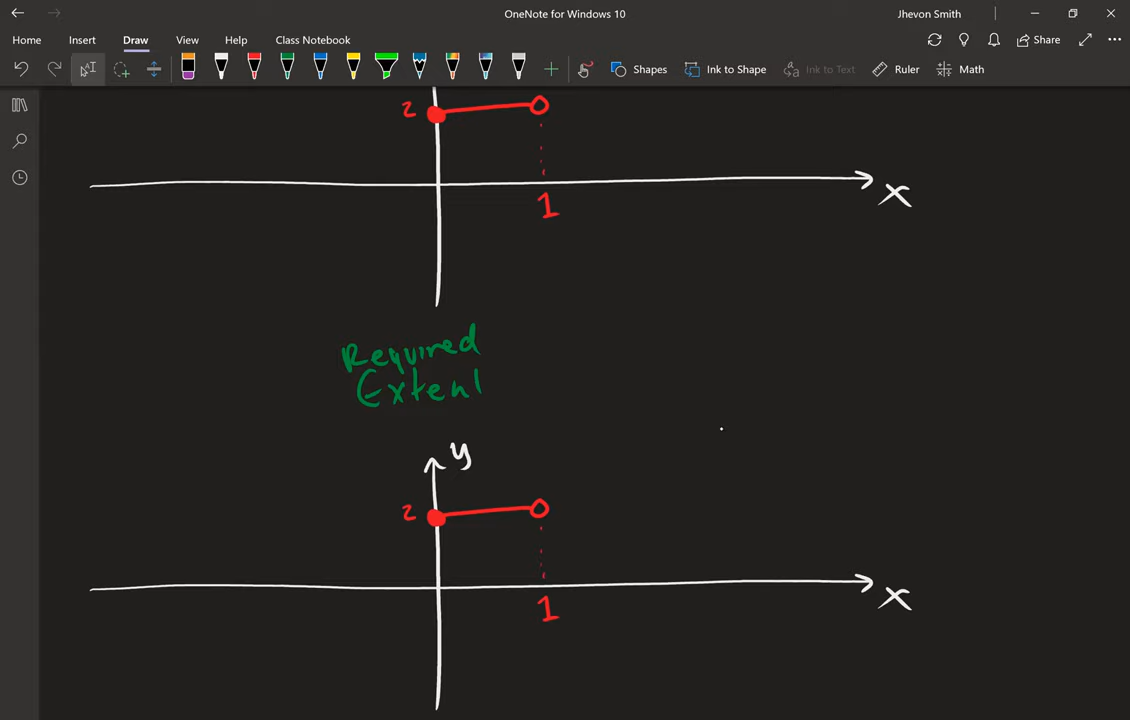 OneNote for Windows 10
Jhevon Smith
Home Insert Draw View Help Class Notebook
Share
Shapes Ink to Shape Ink to Text Ruler Math
2
x
1
Required
Extent
y
2
x
1